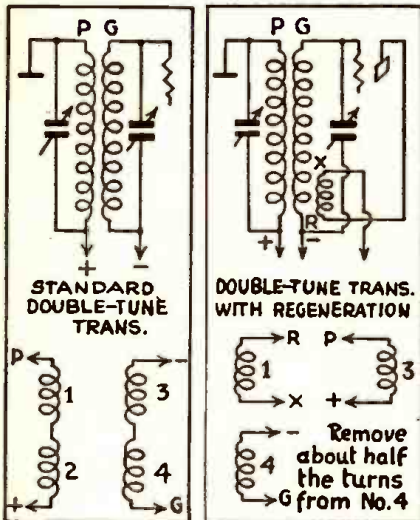 P G
+ -
STANDARD
DOUBLE-TUNE
TRANS.
P
1
2
+
-
3
4
G
P G
X
R
+ -
DOUBLE-TUNE TRANS.
WITH REGENERATION
R
1
X
P
3
+
-
4
G
Remove
about half
the turns
from No. 4